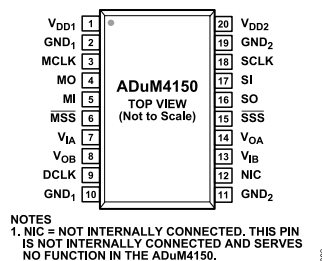 VDD1 1 20 VDD2
GND1 2 19 GND2
MCLK 3 18 SCLK
MO 4 17 SI
MI 5 16 SO
M̅S̅S̅ 6 15 S̅S̅S̅
VIA 7 14 VOA
VOB 8 13 VIB
DCLK 9 12 NIC
GND1 10 11 GND2
ADuM4150
TOP VIEW
(Not to Scale)
NOTES
1. NIC = NOT INTERNALLY CONNECTED. THIS PIN
IS NOT INTERNALLY CONNECTED AND SERVES
NO FUNCTION IN THE ADuM4150.